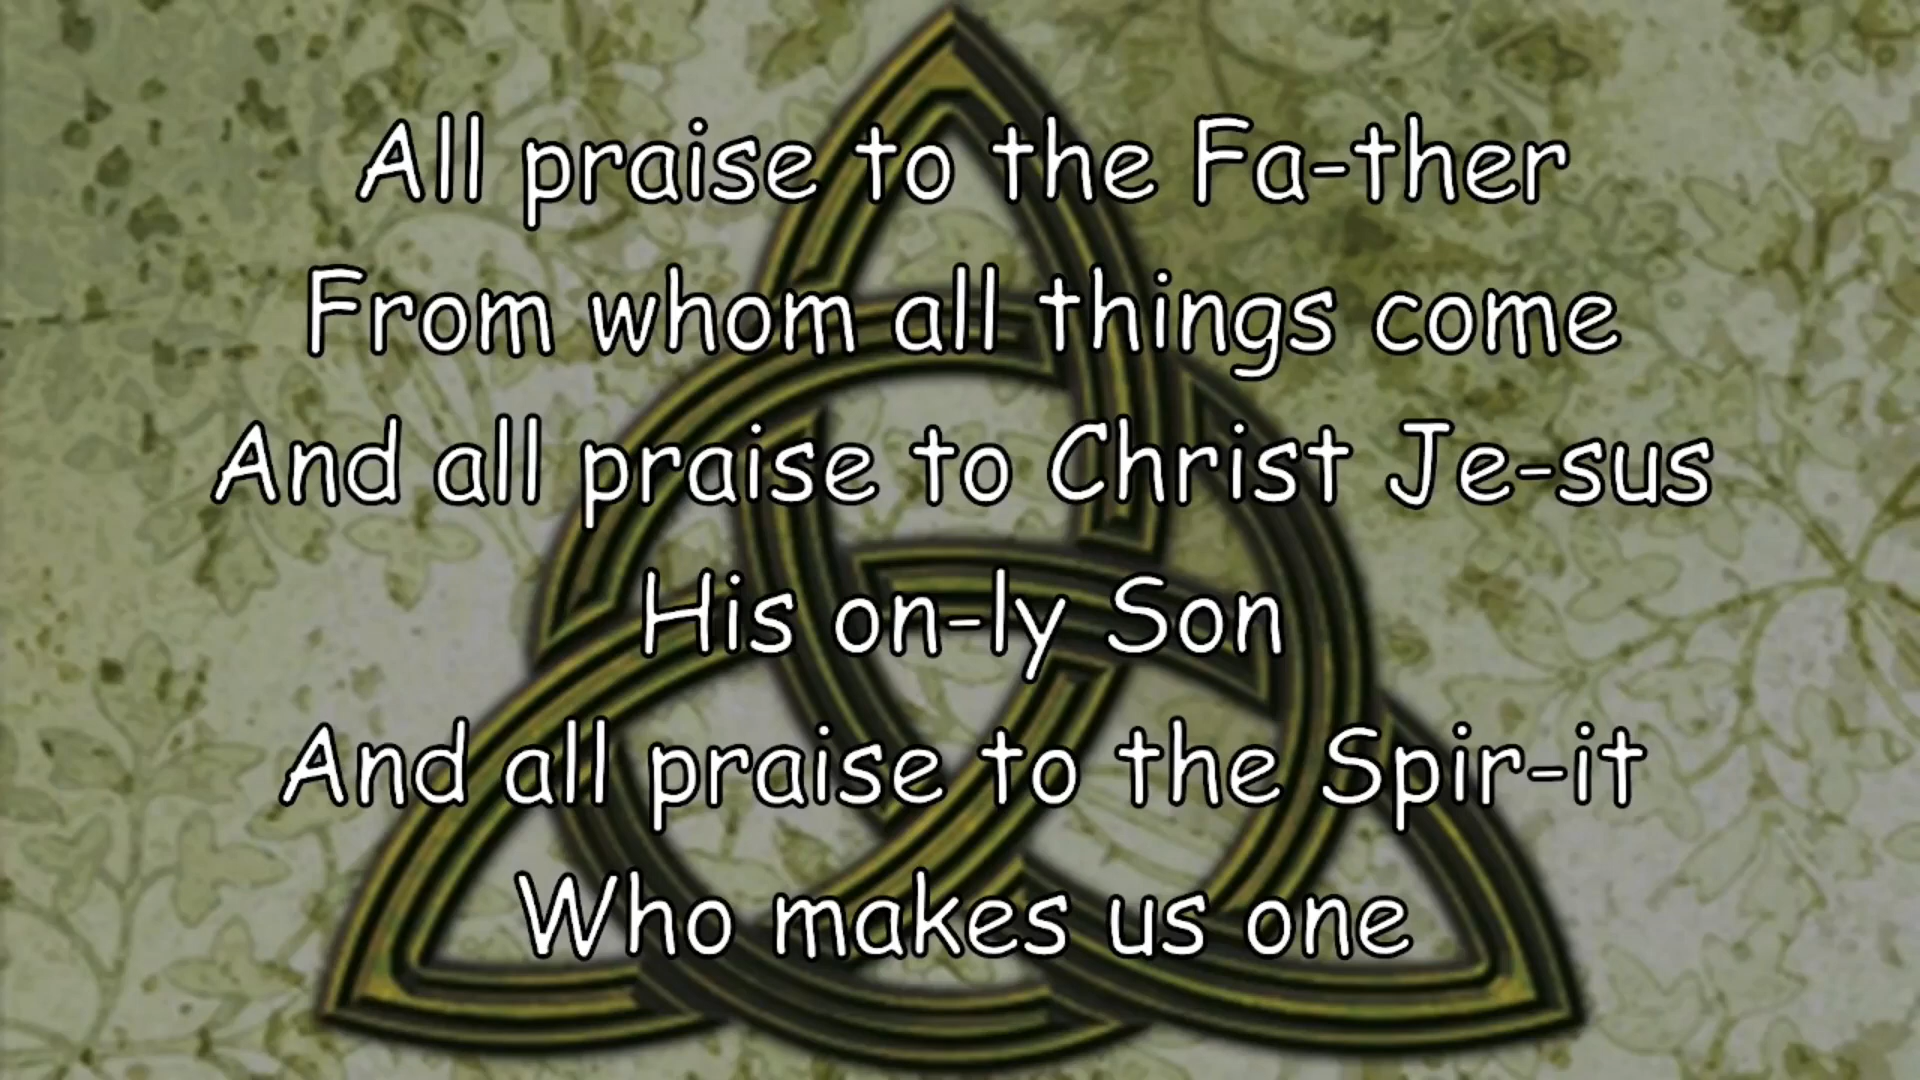 All praise to the Fa-ther
From whom all things come
And all praise to Christ Je-sus
His on-ly Son
And all praise to the Spir-it
Who makes us one